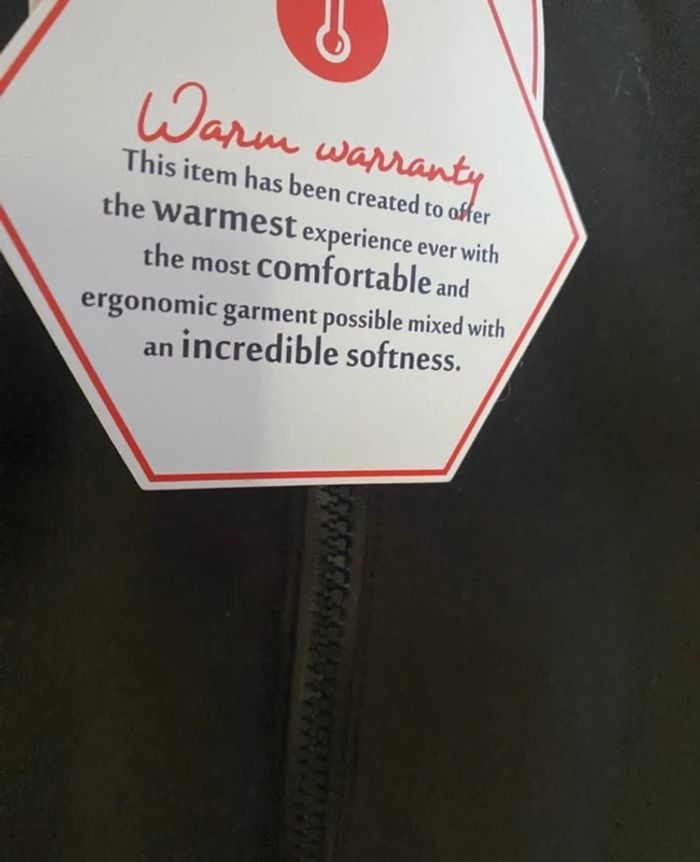 Warm warranty
This item has been created to offer
the warmest experience ever with
the most comfortable and
ergonomic garment possible mixed with
an incredible softness.